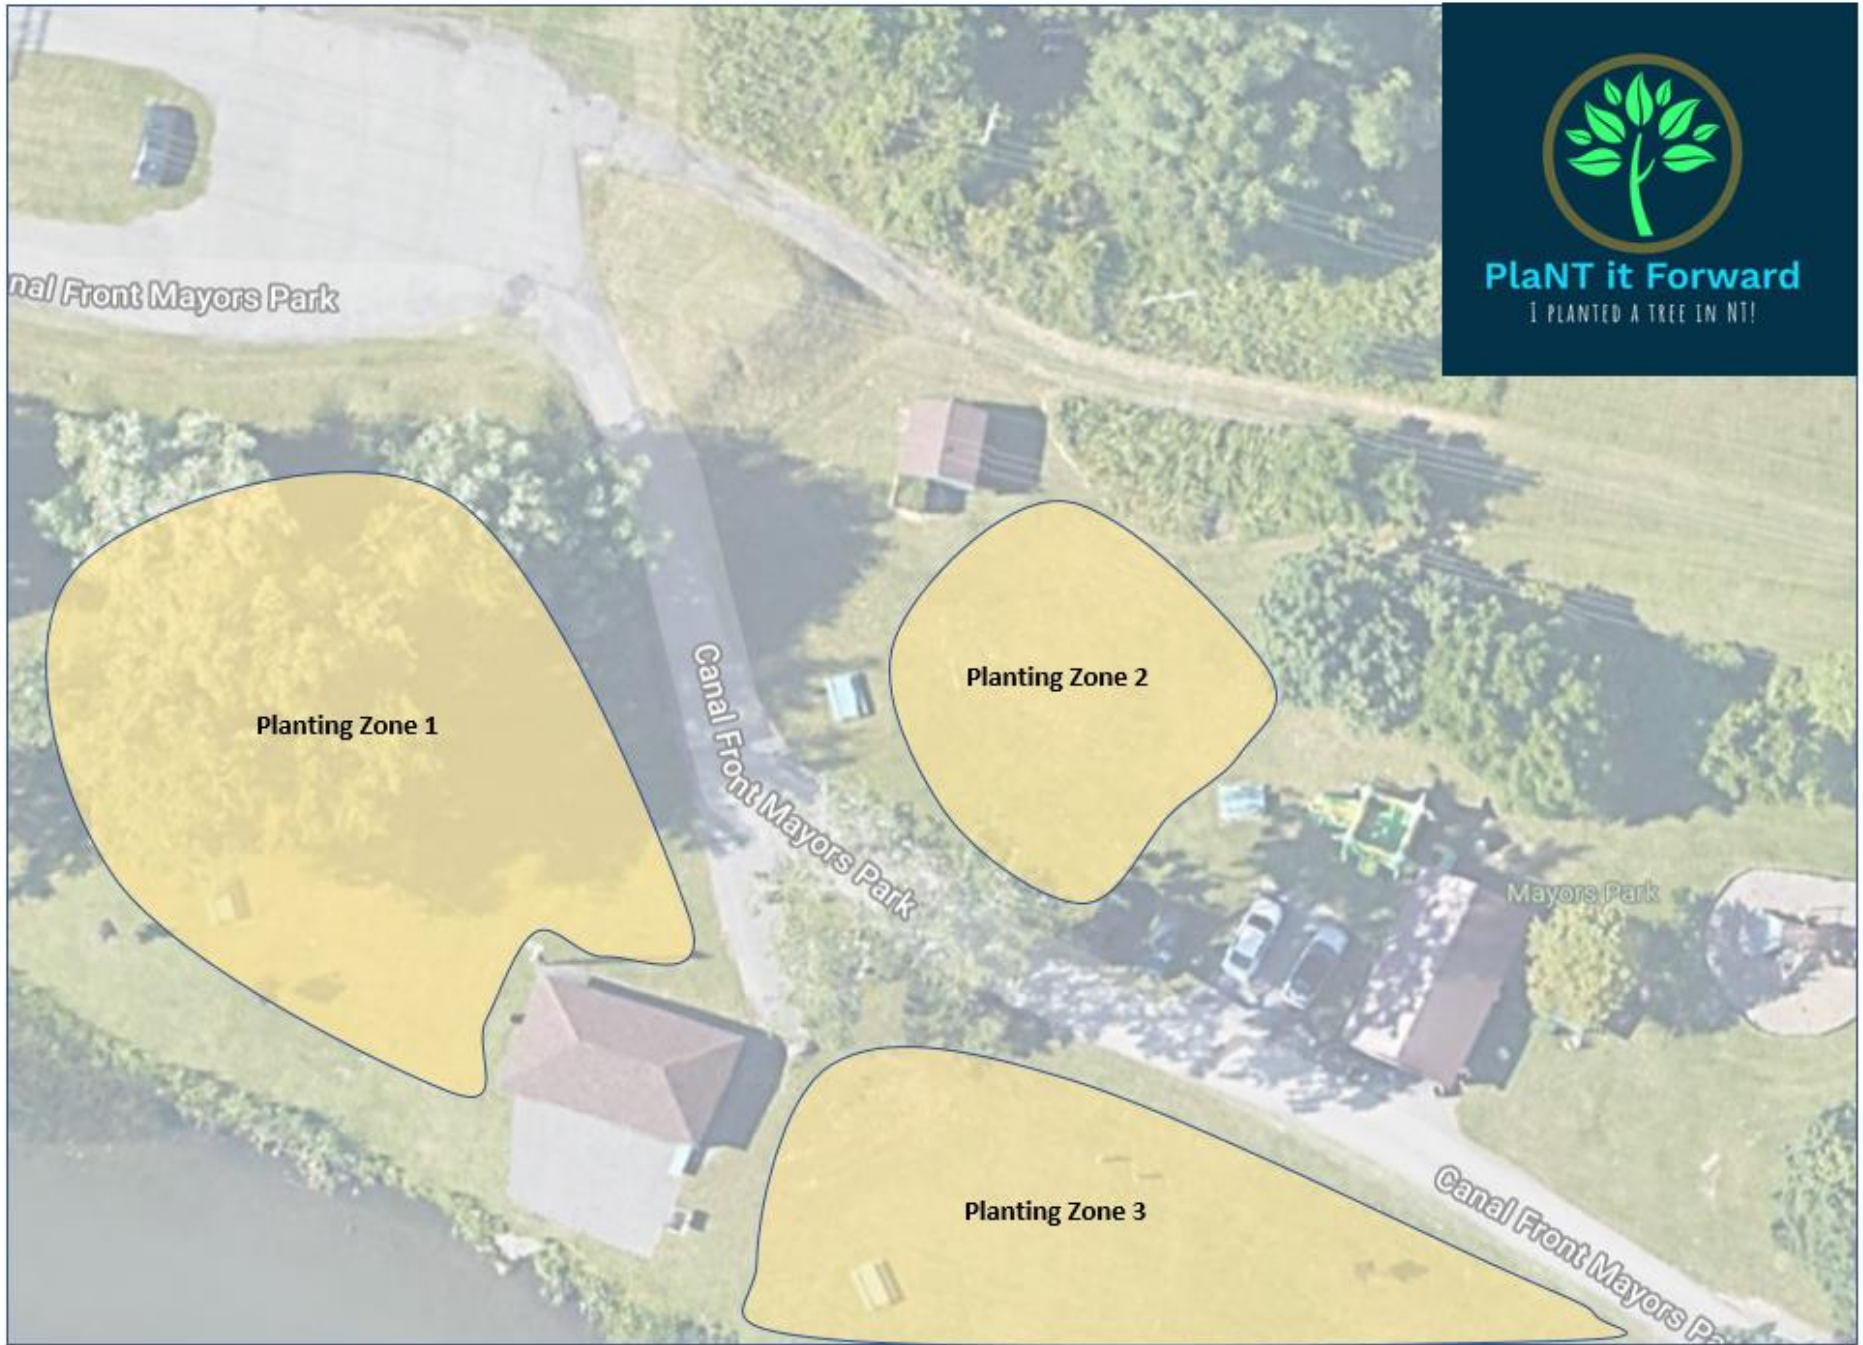 PlaNT it Forward
I PLANTED A TREE IN NT!
nal Front Mayors Park
Planting Zone 1
Canal Front Mayors Park
Planting Zone 2
Mayors Park
Planting Zone 3
Canal Front Mayors Pa